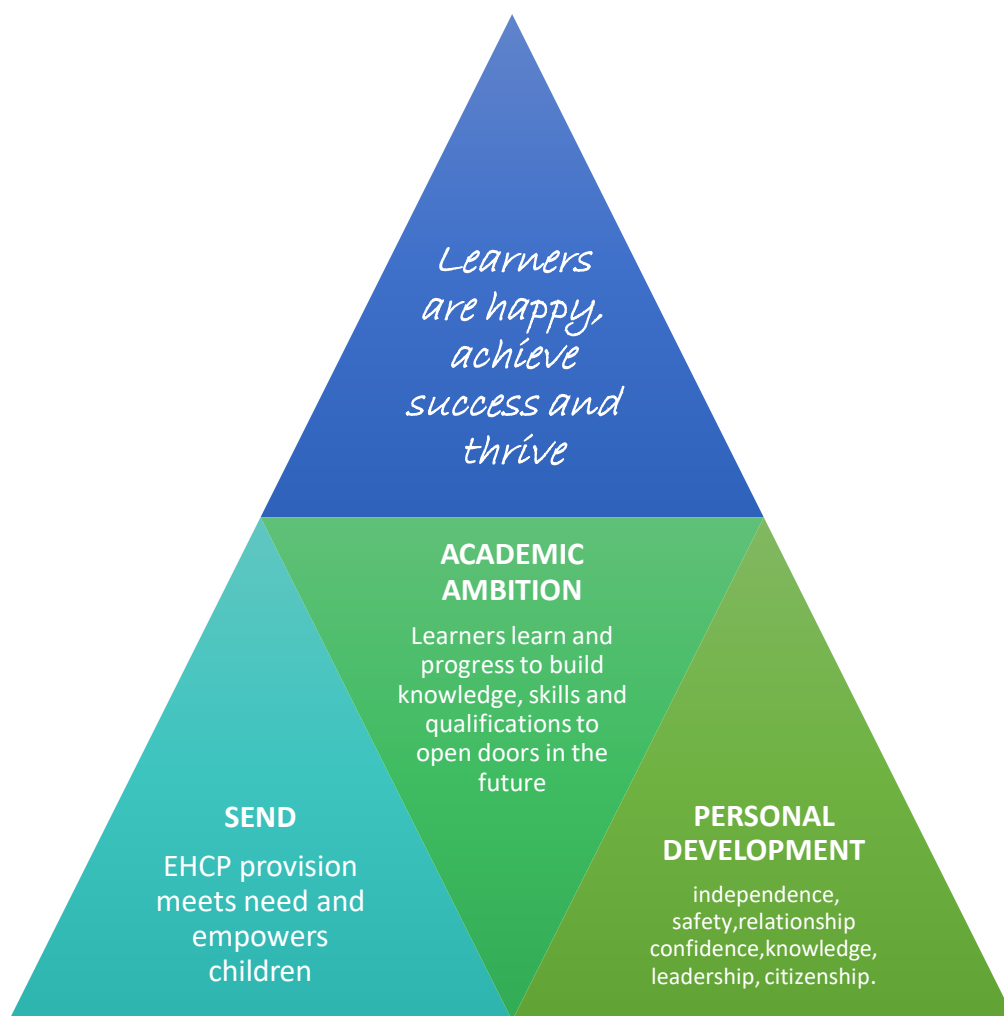 Learners
are happy,
achieve
success and
thrive
ACADEMIC
AMBITION
Learners learn and
progress to build
knowledge, skills and
qualifications to
open doors in the
future
SEND
EHCP provision
meets need and
empowers
children
PERSONAL
DEVELOPMENT
independence,
safety,relationship
confidence,knowledge,
leadership, citizenship.